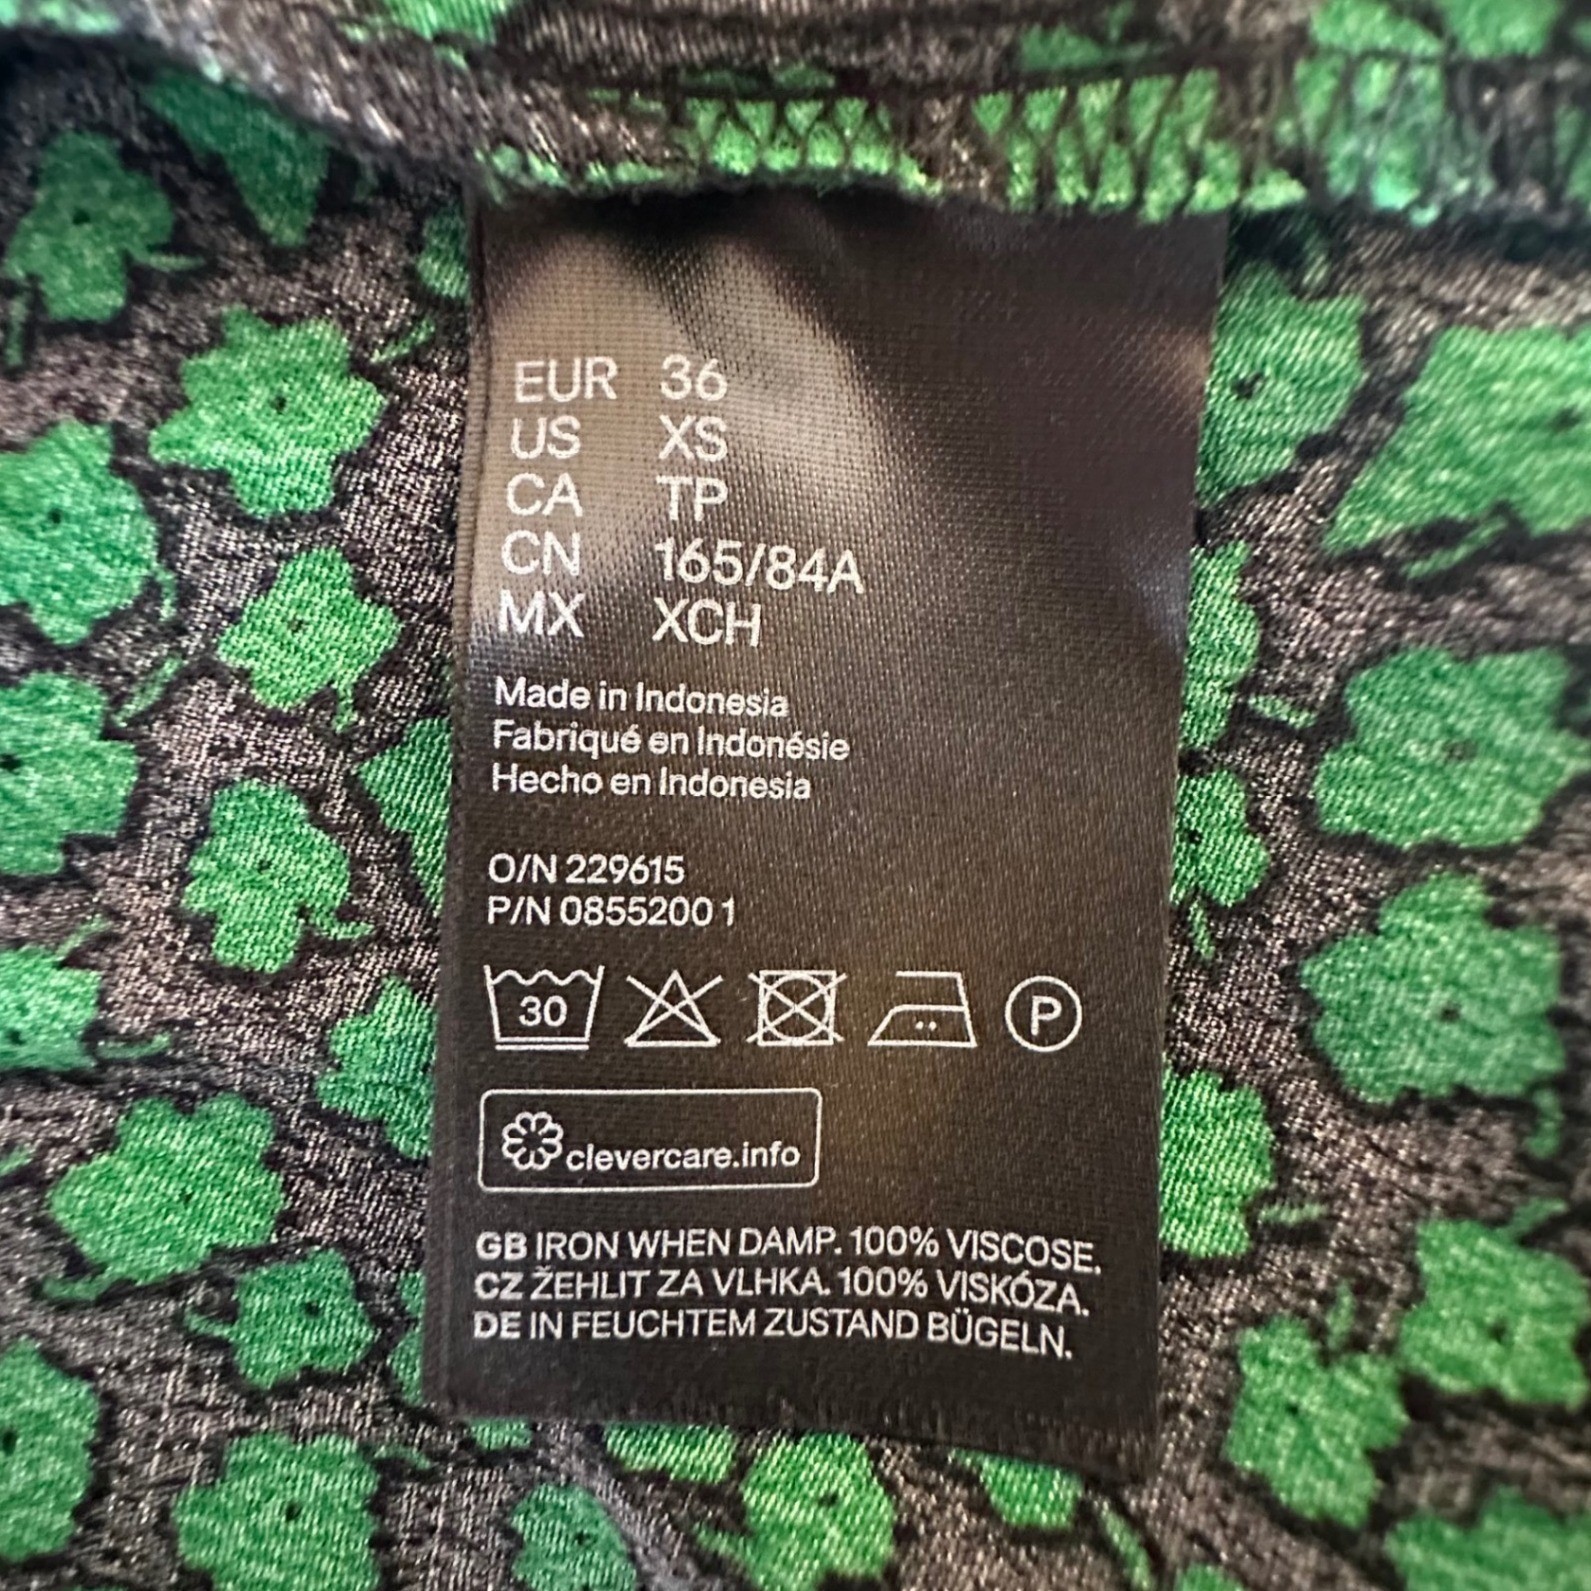 EUR 36
US XS
CA TP
CN 165/84A
MX XCH
Made in Indonesia
Fabriqué en Indonésie
Hecho en Indonesia
O/N 229615
P/N 0855200 1
30 P
clevercare.info
GB IRON WHEN DAMP. 100% VISCOSE.
CZ ŽEHLIT ZA VLHKA. 100% VISKÓZA.
DE IN FEUCHTEM ZUSTAND BÜGELN.